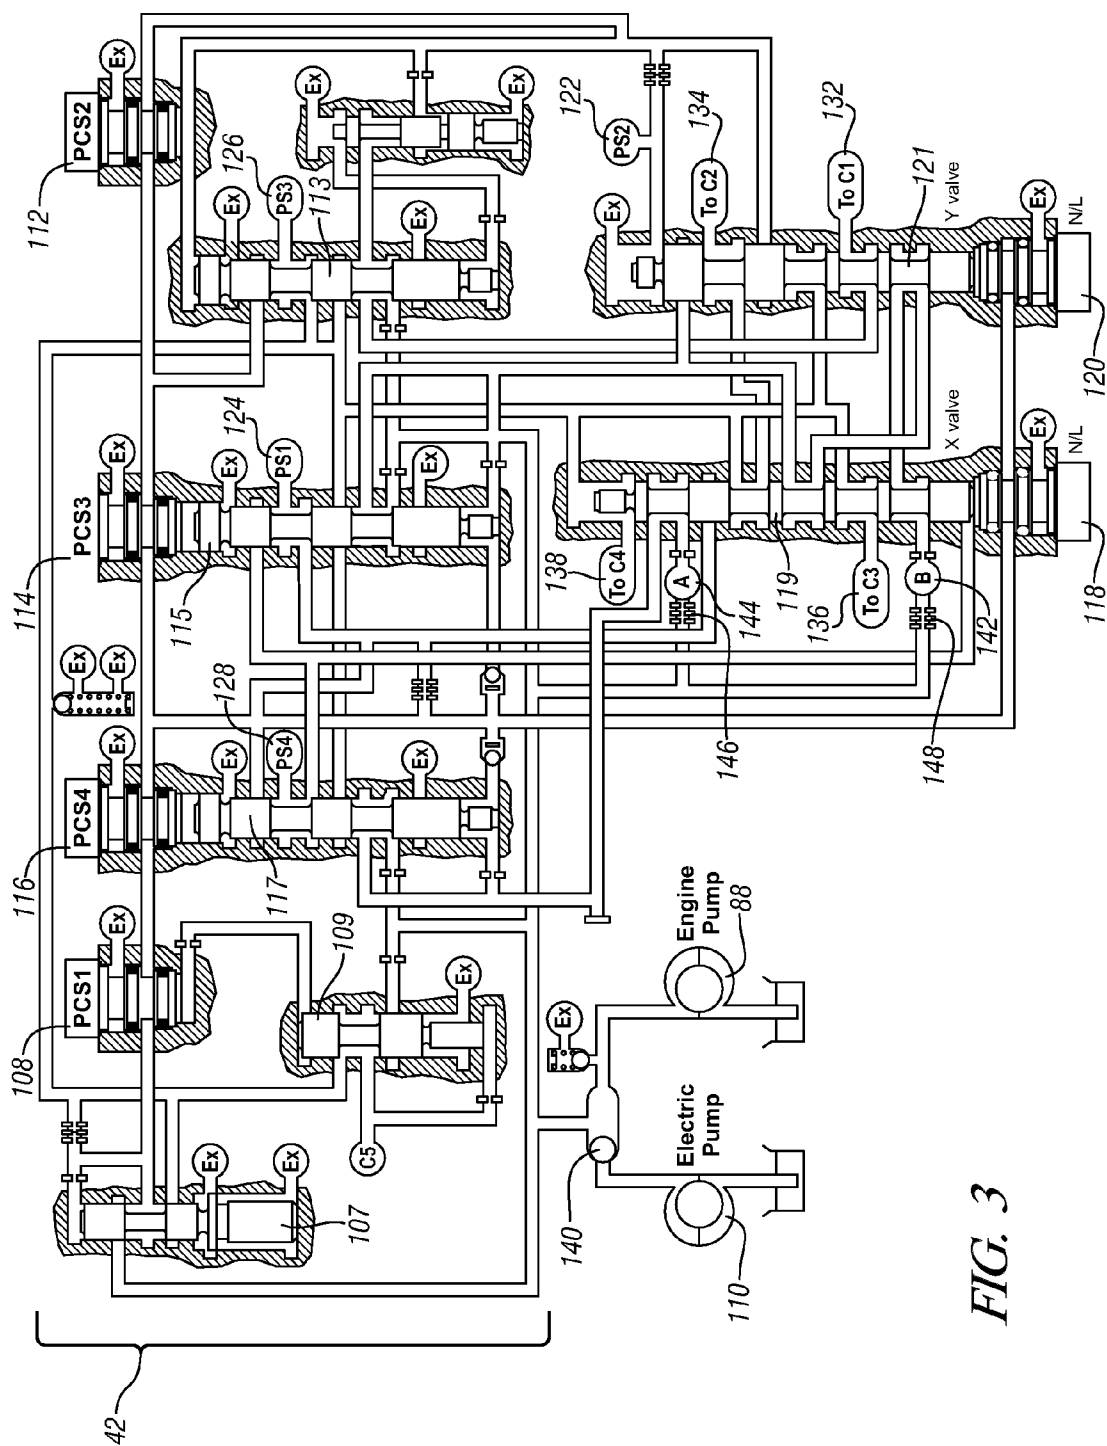 PCS2
Ex
112
126
PS3
Ex
113
Ex
Ex
Ex
122
PS2
134
To C2
132
To C1
121
Y valve
Ex
Ex
N/L
120
PCS3
114
Ex
115
124
PS1
Ex
Ex
138
To C4
A
144
119
136
To C3
B
142
X valve
Ex
N/L
118
146
148
Ex
Ex
PCS4
116
Ex
128
PS4
Ex
117
Ex
PCS1
108
Ex
109
Ex
C5
Ex
Ex
107
Engine
Pump
88
Ex
Electric
Pump
140
110
42
FIG. 3